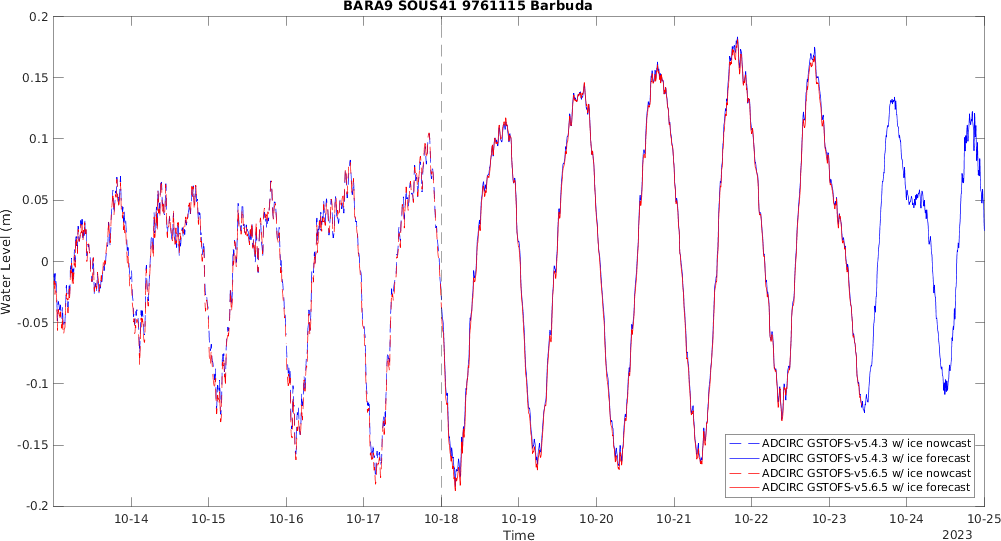 BARA9 SOUS41 9761115 Barbuda
0.2
0.15
0.1
0.05
0
-0.05
-0.1
-0.15
-0.2
Water Level (m)
ADCIRC GSTOFS-v5.4.3 w/ ice nowcast
ADCIRC GSTOFS-v5.4.3 w/ ice forecast
ADCIRC GSTOFS-v5.6.5 w/ ice nowcast
ADCIRC GSTOFS-v5.6.5 w/ ice forecast
10-14 10-15 10-16 10-17 10-18 10-19 10-20 10-21 10-22 10-23 10-24 10-25
Time
2023